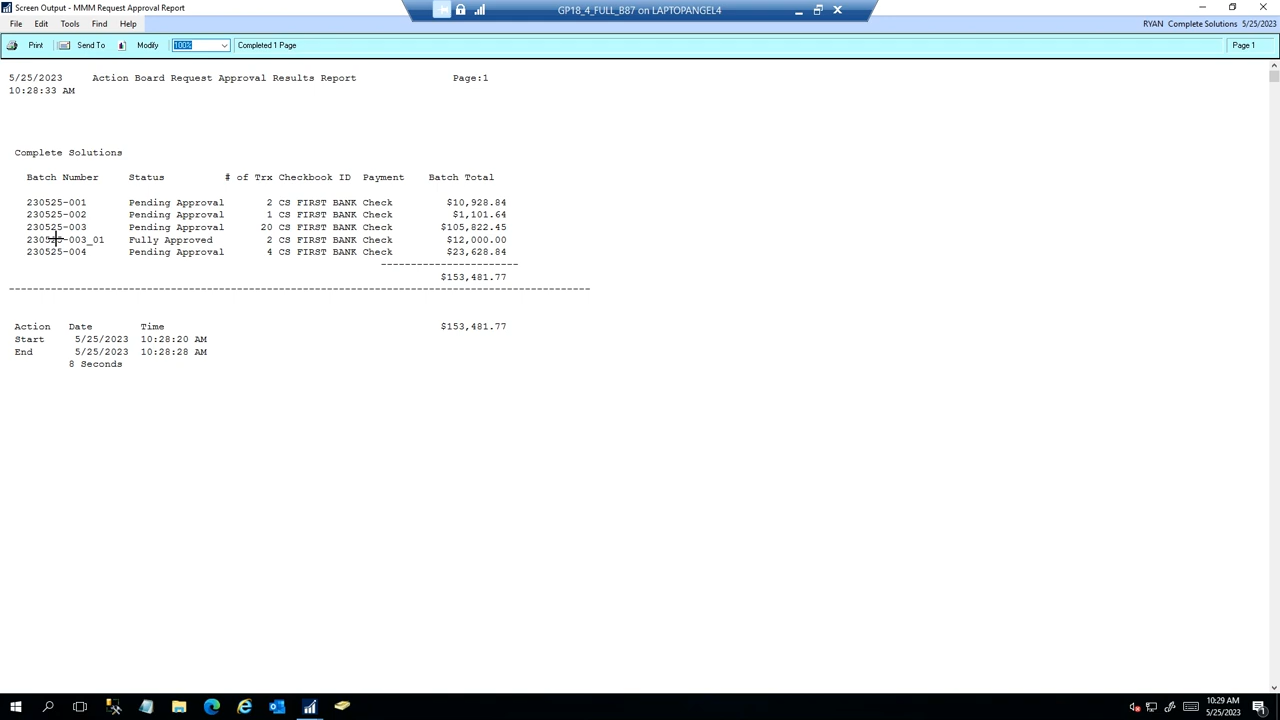 Screen Output - MMM Request Approval Report
GP18_4_FULL_B87 on LAPTOPANGEL4
File Edit Tools Find Help
RYAN Complete Solutions 5/25/2023
Print Send To Modify 100% Completed 1 Page Page 1
5/25/2023 Action Board Request Approval Results Report Page:1
10:28:33 AM
Complete Solutions
Batch Number Status # of Trx Checkbook ID Payment Batch Total
230525-001 Pending Approval 2 CS FIRST BANK Check $10,928.84
230525-002 Pending Approval 1 CS FIRST BANK Check $1,101.64
230525-003 Pending Approval 20 CS FIRST BANK Check $105,822.45
230525-003_01 Fully Approved 2 CS FIRST BANK Check $12,000.00
230525-004 Pending Approval 4 CS FIRST BANK Check $23,628.84
$153,481.77
Action Date Time $153,481.77
Start 5/25/2023 10:28:20 AM
End 5/25/2023 10:28:28 AM
8 Seconds
10:29 AM
5/25/2023